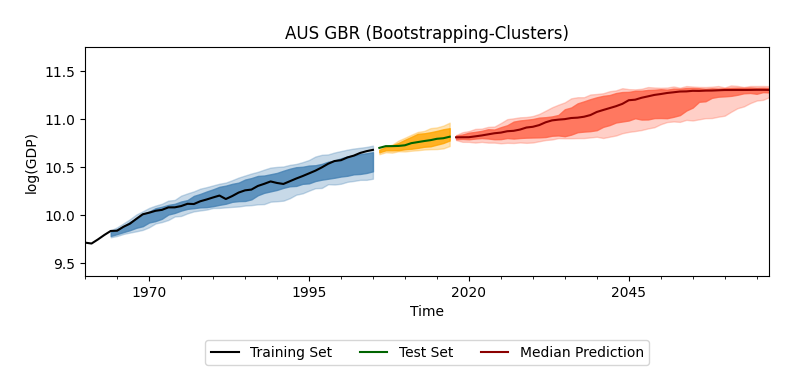 AUS GBR (Bootstrapping-Clusters)
11.5
11.0
10.5
10.0
9.5
log(GDP)
1970 1995 2020 2045
Time
Training Set Test Set Median Prediction